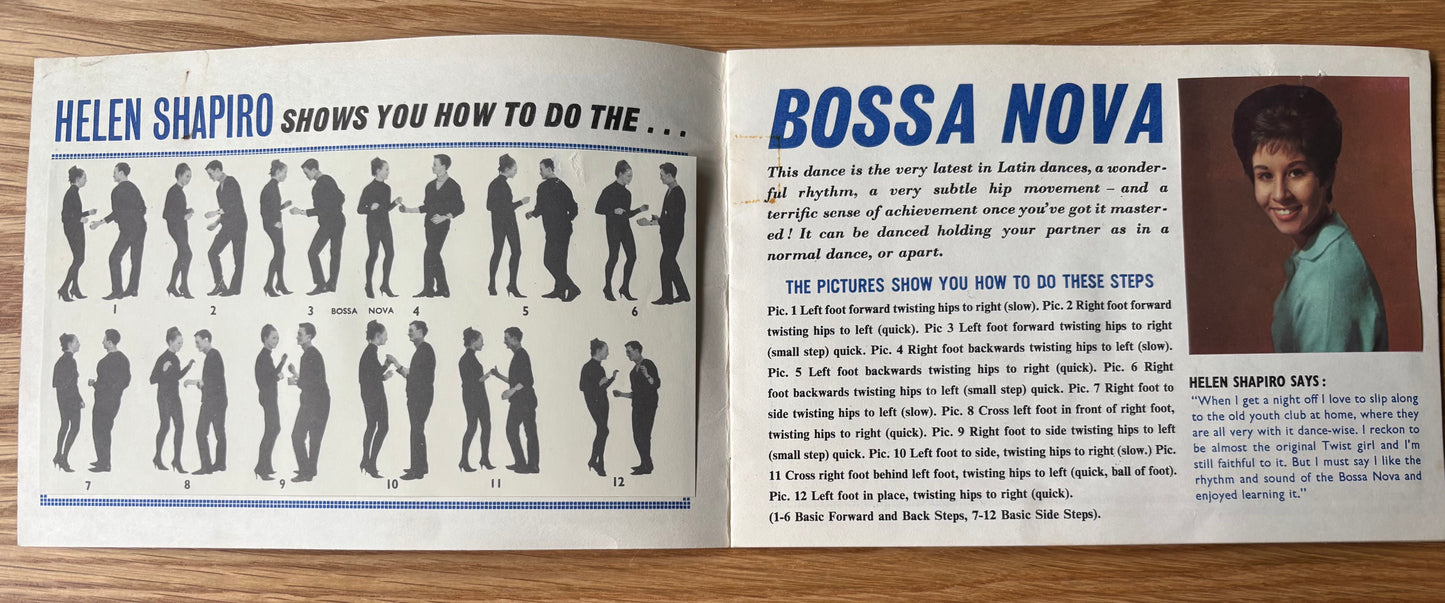 HELEN SHAPIRO SHOWS YOU HOW TO DO THE . . .
1 2 3 BOSSA NOVA 4 5 6
7 8 9 10 11 12
BOSSA NOVA
This dance is the very latest in Latin dances, a wonder-
ful rhythm, a very subtle hip movement – and a
terrific sense of achievement once you've got it master-
ed! It can be danced holding your partner as in a
normal dance, or apart.
THE PICTURES SHOW YOU HOW TO DO THESE STEPS
Pic. 1 Left foot forward twisting hips to right (slow). Pic. 2 Right foot forward
twisting hips to left (quick). Pic 3 Left foot forward twisting hips to right
(small step) quick. Pic. 4 Right foot backwards twisting hips to left (slow).
Pic. 5 Left foot backwards twisting hips to right (quick). Pic. 6 Right
foot backwards twisting hips to left (small step) quick. Pic. 7 Right foot to
side twisting hips to left (slow). Pic. 8 Cross left foot in front of right foot,
twisting hips to right (quick). Pic. 9 Right foot to side twisting hips to left
(small step) quick. Pic. 10 Left foot to side, twisting hips to right (slow.) Pic.
11 Cross right foot behind left foot, twisting hips to left (quick, ball of foot).
Pic. 12 Left foot in place, twisting hips to right (quick).
(1-6 Basic Forward and Back Steps, 7-12 Basic Side Steps).
HELEN SHAPIRO SAYS :
"When I get a night off I love to slip along
to the old youth club at home, where they
are all very with it dance-wise. I reckon to
be almost the original Twist girl and I'm
still faithful to it. But I must say I like the
rhythm and sound of the Bossa Nova and
enjoyed learning it."